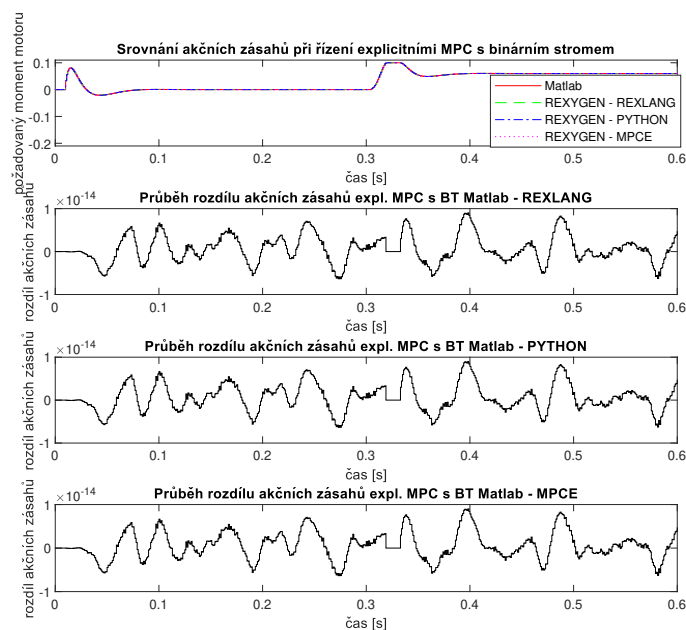 Srovnání akčních zásahů při řízení explicitními MPC s binárním stromem
požadovaný moment motoru
0.1
0
-0.1
-0.2
Matlab
REXYGEN - REXLANG
REXYGEN - PYTHON
REXYGEN - MPCE
0 0.1 0.2 0.3 0.4 0.5 0.6
čas [s]
Průběh rozdílu akčních zásahů expl. MPC s BT Matlab - REXLANG
×10⁻¹⁴
rozdíl akčních zásahů
1
0
-1
0 0.1 0.2 0.3 0.4 0.5 0.6
čas [s]
Průběh rozdílu akčních zásahů expl. MPC s BT Matlab - PYTHON
×10⁻¹⁴
rozdíl akčních zásahů
1
0
-1
0 0.1 0.2 0.3 0.4 0.5 0.6
čas [s]
Průběh rozdílu akčních zásahů expl. MPC s BT Matlab - MPCE
×10⁻¹⁴
rozdíl akčních zásahů
1
0
-1
0 0.1 0.2 0.3 0.4 0.5 0.6
čas [s]